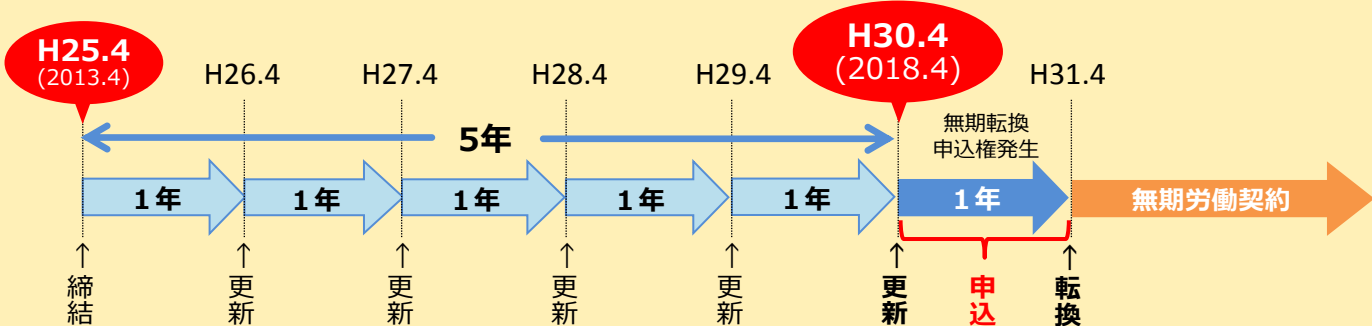 H25.4
(2013.4)
H26.4
H27.4
H28.4
H29.4
H30.4
(2018.4)
H31.4
5年
無期転換
申込権発生
1年
1年
1年
1年
1年
1年
無期労働契約
↑締結
↑更新
↑更新
↑更新
↑更新
↑更新
申込
↑転換